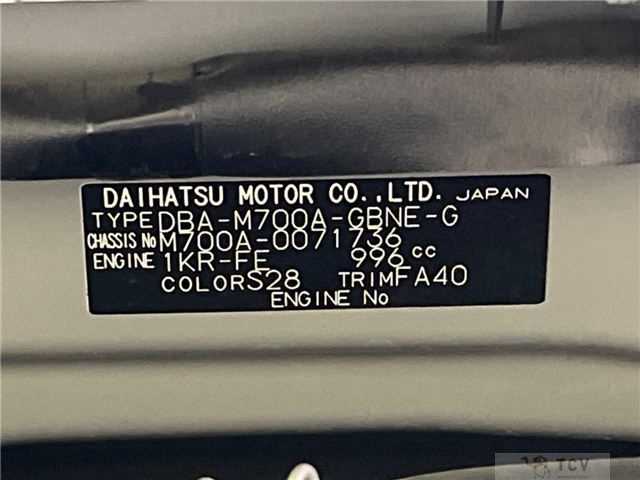 DAIHATSU MOTOR CO.,LTD. JAPAN
TYPE DBA-M700A-GBNE-G
CHASSIS No M700A-0071736
ENGINE 1KR-FE 996 cc
COLOR S28 TRIM FA40
ENGINE No
TCV